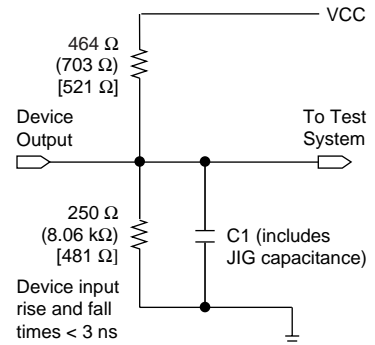 VCC
464 Ω
(703 Ω)
[521 Ω]
Device
Output
To Test
System
250 Ω
(8.06 kΩ)
[481 Ω]
C1 (includes
JIG capacitance)
Device input
rise and fall
times < 3 ns